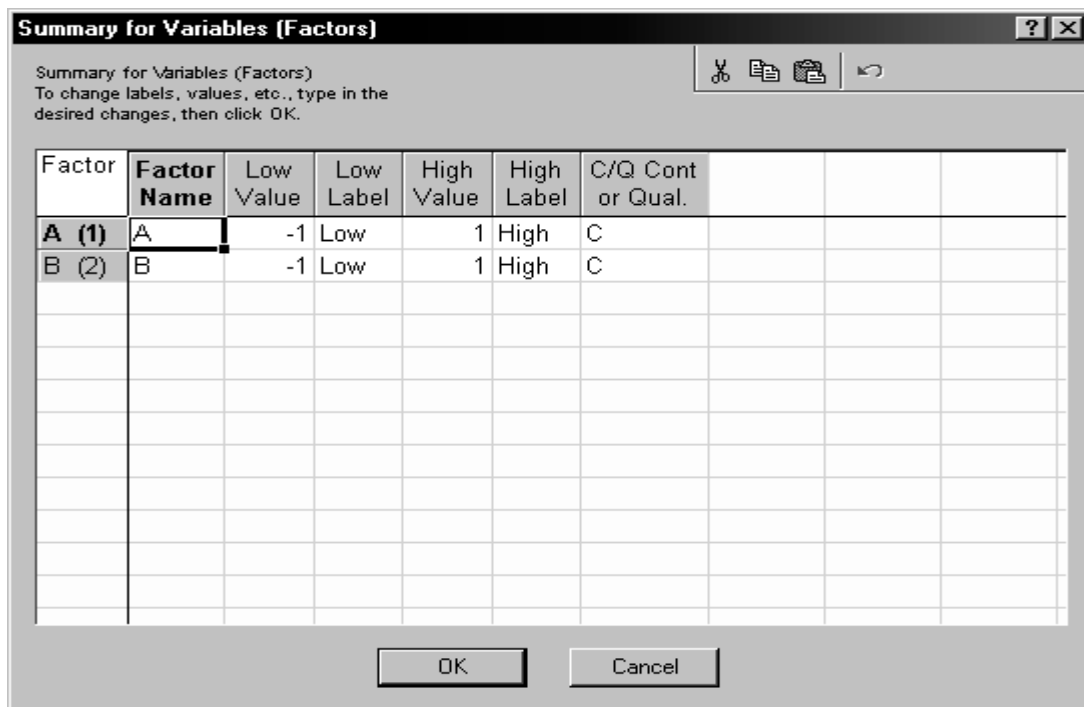 Summary for Variables (Factors)
Summary for Variables (Factors)
To change labels, values, etc., type in the
desired changes, then click OK.
Factor Factor Name Low Value Low Label High Value High Label C/Q Cont or Qual.
A (1) A -1 Low 1 High C
B (2) B -1 Low 1 High C
OK Cancel